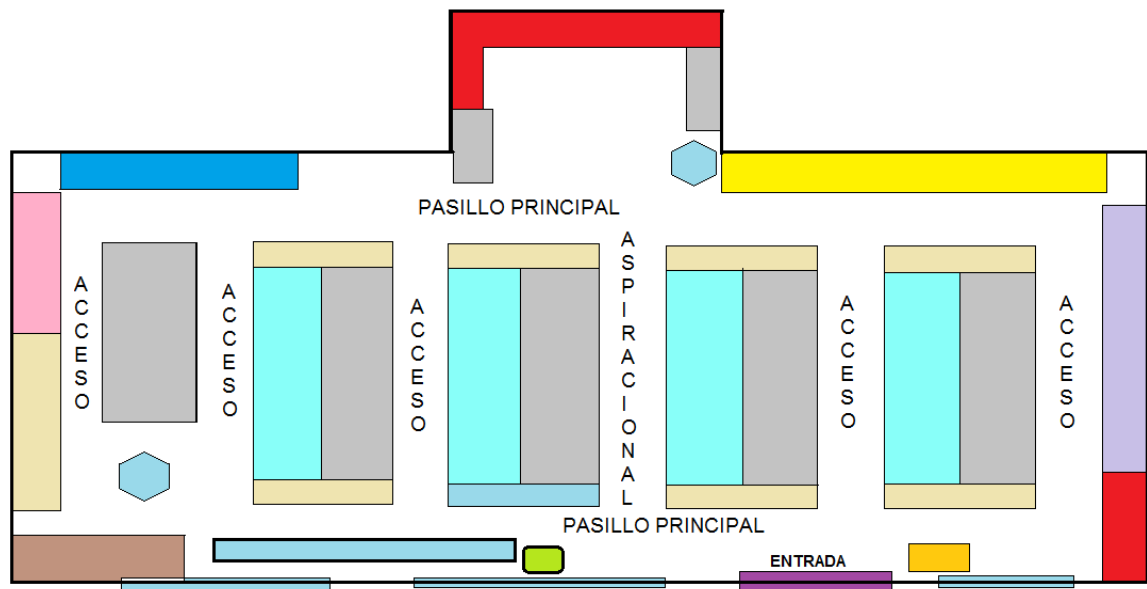 PASILLO PRINCIPAL
ACCESO
ACCESO
ACCESO
ASPIRACIONAL
ACCESO
ACCESO
PASILLO PRINCIPAL
ENTRADA